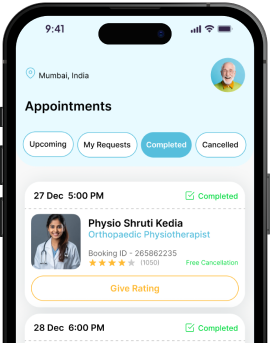 9:41
Mumbai, India
Appointments
Upcoming
My Requests
Completed
Cancelled
27 Dec 5:00 PM
Completed
Physio Shruti Kedia
Orthopaedic Physiotherapist
Booking ID - 265862235
(1050)
Free Cancellation
Give Rating
28 Dec 6:00 PM
Completed